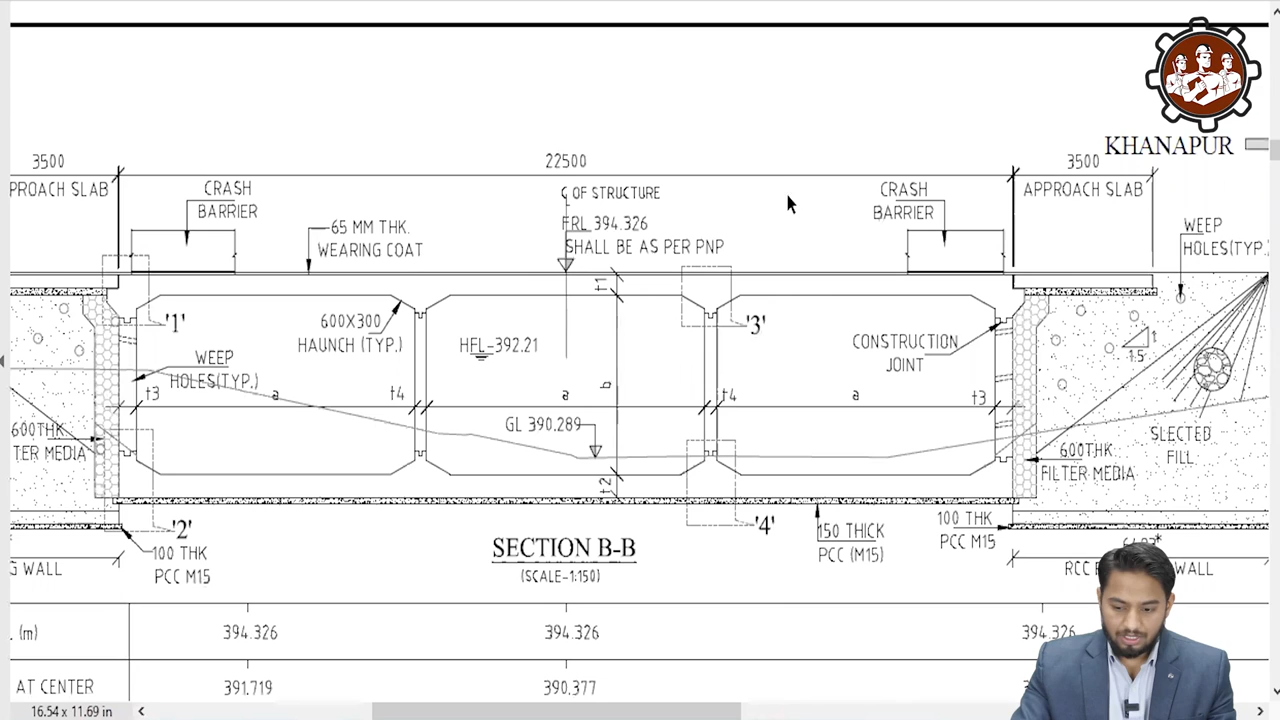 KHANAPUR
3500
22500
3500
PROACH SLAB
CRASH
BARRIER
65 MM THK.
WEARING COAT
OF STRUCTURE
FRL 394.326
SHALL BE AS PER PNP
CRASH
BARRIER
APPROACH SLAB
WEEP
HOLES(TYP.)
'1'
600X300
HAUNCH (TYP.)
t1
'3'
HFL-392.21
CONSTRUCTION
JOINT
1
1.5
WEEP
HOLES(TYP.)
t3
a
t4
a
b
t4
a
t3
600THK
TER MEDIA
GL 390.289
600THK
FILTER MEDIA
SLECTED
FILL
t2
'2'
'4'
100 THK
PCC M15
SECTION B-B
(SCALE-1:150)
150 THICK
PCC (M15)
100 THK
PCC M15
G WALL
RCC
WALL
(m)
394.326
394.326
394.326
AT CENTER
391.719
390.377
16.54 x 11.69 in